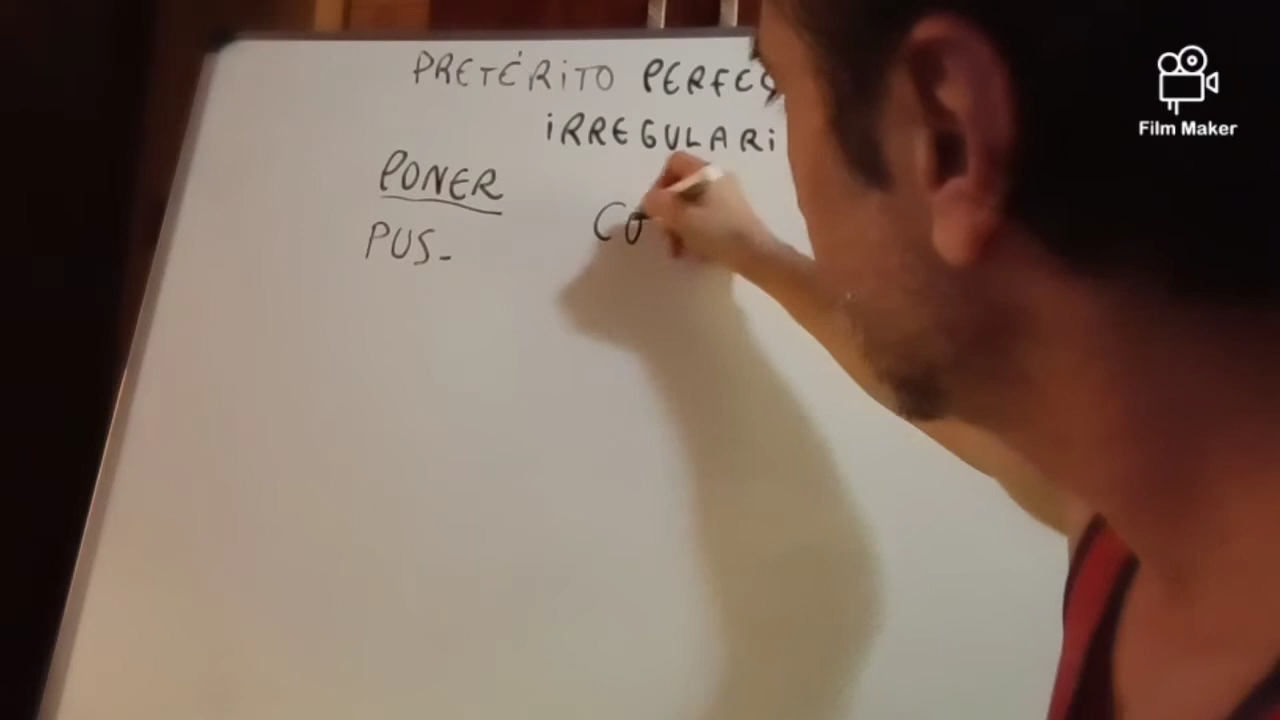 PRETÉRITO PERFEC
IRREGULARI
PONER
PUS-
CO
Film Maker